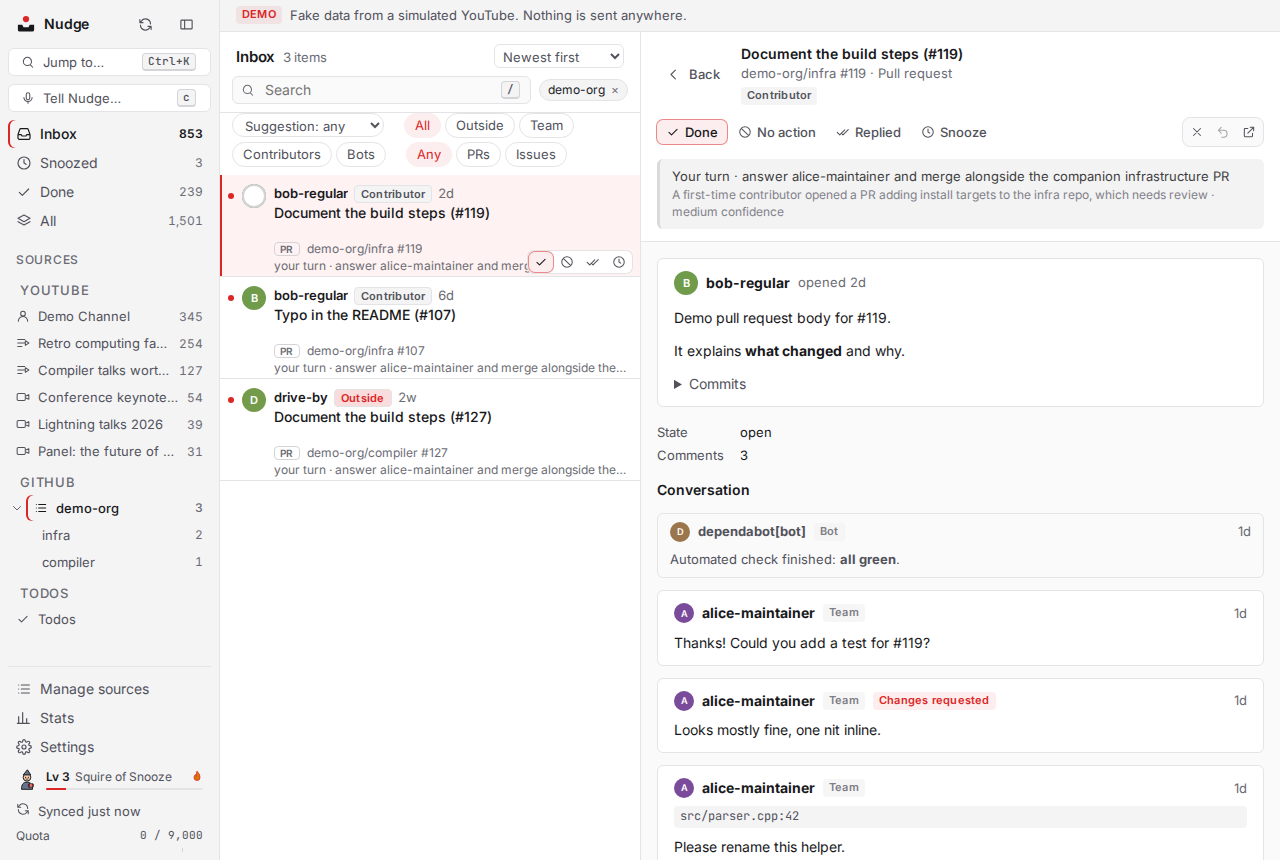 Nudge
Jump to... Ctrl+K
Tell Nudge... c
Inbox 853
Snoozed 3
Done 239
All 1,501
SOURCES
YOUTUBE
Demo Channel 345
Retro computing fa... 254
Compiler talks wort... 127
Conference keynote... 54
Lightning talks 2026 39
Panel: the future of ... 31
GITHUB
demo-org 3
infra 2
compiler 1
TODOS
Todos
Manage sources
Stats
Settings
Lv 3 Squire of Snooze
Synced just now
Quota 0 / 9,000
DEMO Fake data from a simulated YouTube. Nothing is sent anywhere.
Inbox 3 items Newest first
Search / demo-org ×
Suggestion: any All Outside Team
Contributors Bots Any PRs Issues
bob-regular Contributor 2d
Document the build steps (#119)
PR demo-org/infra #119
your turn · answer alice-maintainer and merg
B bob-regular Contributor 6d
Typo in the README (#107)
PR demo-org/infra #107
your turn · answer alice-maintainer and merge alongside the...
D drive-by Outside 2w
Document the build steps (#127)
PR demo-org/compiler #127
your turn · answer alice-maintainer and merge alongside the...
Back
Document the build steps (#119)
demo-org/infra #119 · Pull request
Contributor
Done No action Replied Snooze
Your turn · answer alice-maintainer and merge alongside the companion infrastructure PR
A first-time contributor opened a PR adding install targets to the infra repo, which needs review ·
medium confidence
B bob-regular opened 2d
Demo pull request body for #119.
It explains what changed and why.
Commits
State open
Comments 3
Conversation
D dependabot[bot] Bot 1d
Automated check finished: all green.
A alice-maintainer Team 1d
Thanks! Could you add a test for #119?
A alice-maintainer Team Changes requested 1d
Looks mostly fine, one nit inline.
A alice-maintainer Team 1d
src/parser.cpp:42
Please rename this helper.